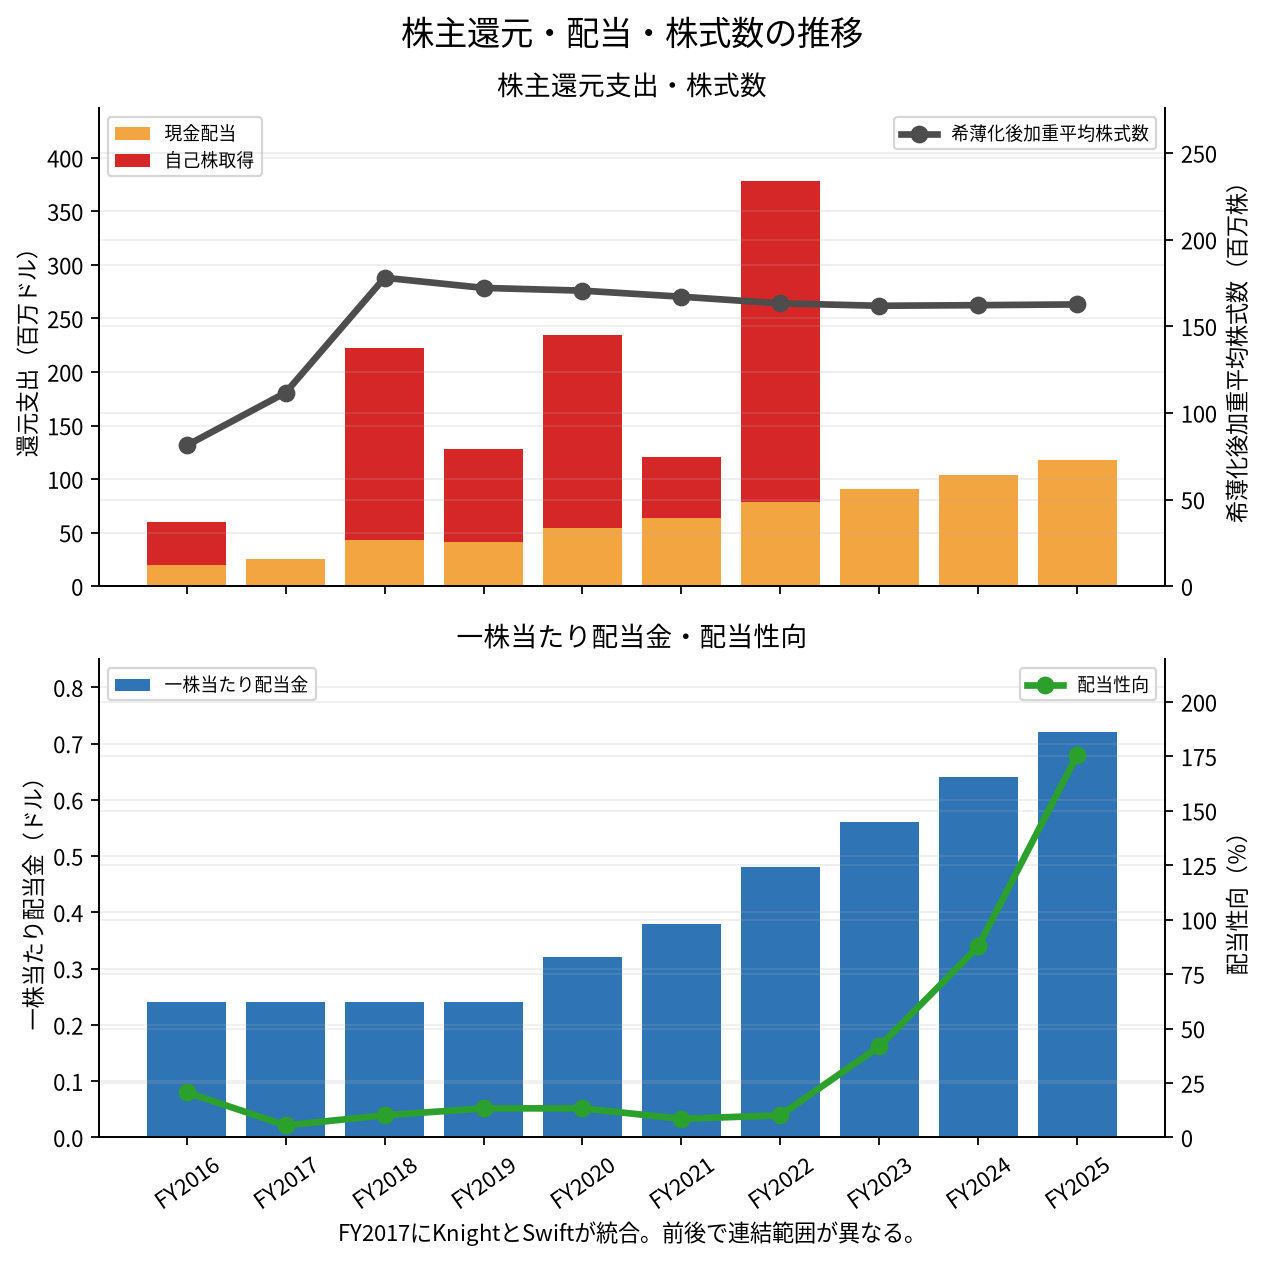 株主還元・配当・株式数の推移
株主還元支出・株式数
現金配当
自己株取得
希薄化後加重平均株式数
還元支出（百万ドル）
400
350
300
250
200
150
100
50
0
250
200
150
100
50
0
希薄化後加重平均株式数（百万株）
一株当たり配当金・配当性向
一株当たり配当金
配当性向
一株当たり配当金（ドル）
0.8
0.7
0.6
0.5
0.4
0.3
0.2
0.1
0.0
200
175
150
125
100
75
50
25
0
配当性向（%）
FY2016
FY2017
FY2018
FY2019
FY2020
FY2021
FY2022
FY2023
FY2024
FY2025
FY2017にKnightとSwiftが統合。前後で連結範囲が異なる。